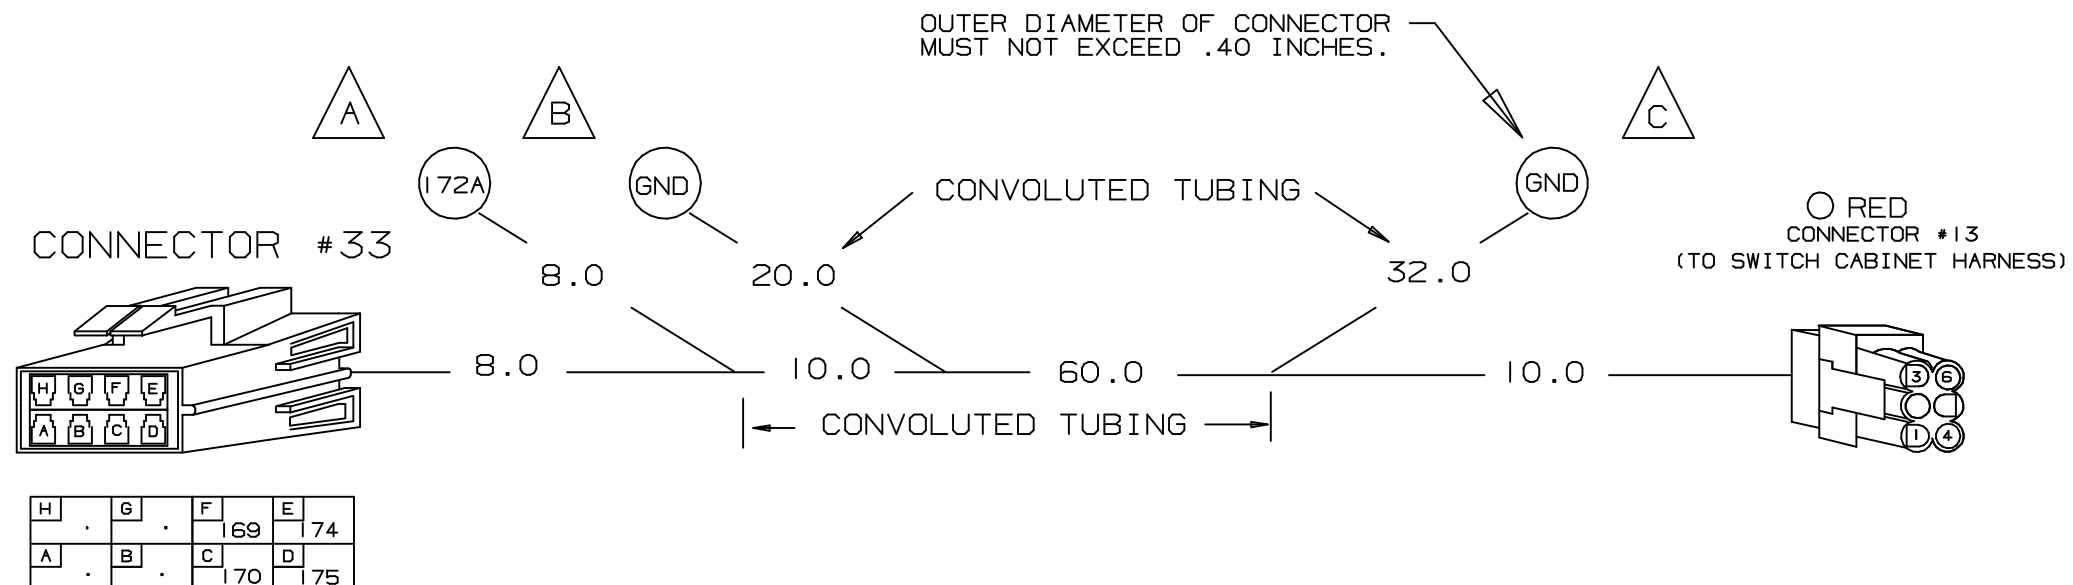 OUTER DIAMETER OF CONNECTOR
MUST NOT EXCEED .40 INCHES.
A
B
C
172A
GND
CONVOLUTED TUBING
GND
RED
CONNECTOR #13
(TO SWITCH CABINET HARNESS)
CONNECTOR #33
8.0
20.0
32.0
8.0
10.0
60.0
10.0
CONVOLUTED TUBING
H G F E
A B C D
3 6
1 4
H . G . F 169 E 174
A . B . C 170 D 175